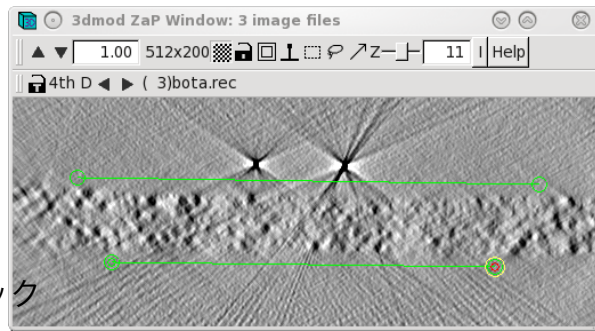 3dmod ZaP Window: 3 image files
1.00 512x200 Z 11 I Help
4th D ( 3)bota.rec
ック